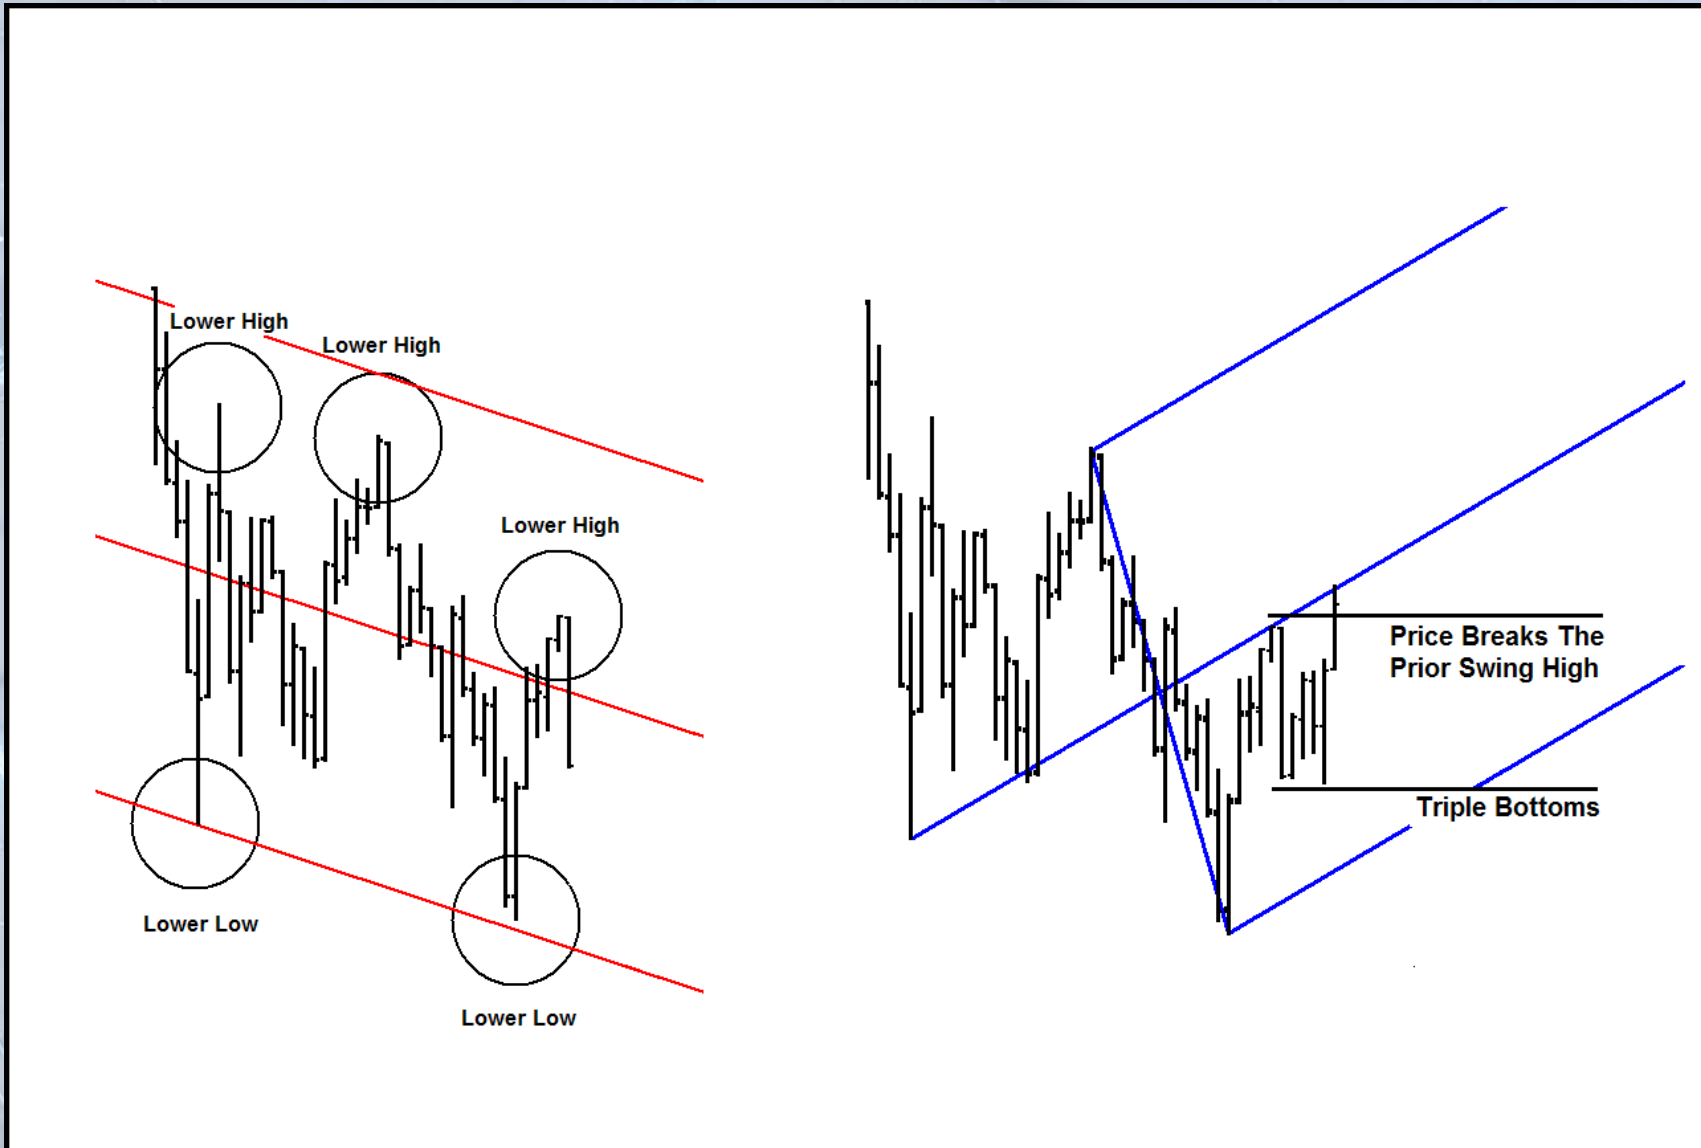 Lower High
Lower High
Lower High
Lower Low
Lower Low
Price Breaks The
Prior Swing High
Triple Bottoms